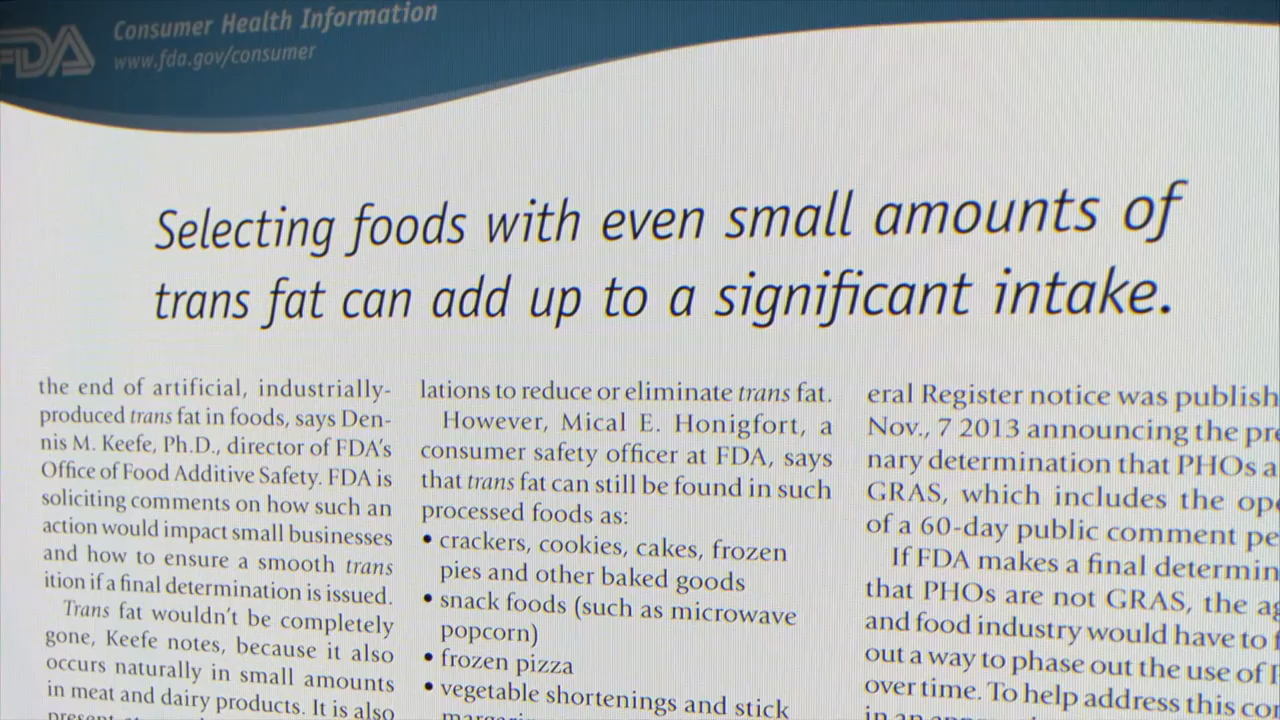 FDA
Consumer Health Information
www.fda.gov/consumer
Selecting foods with even small amounts of
trans fat can add up to a significant intake.
the end of artificial, industrially-
produced trans fat in foods, says Den-
nis M. Keefe, Ph.D., director of FDA's
Office of Food Additive Safety. FDA is
soliciting comments on how such an
action would impact small businesses
and how to ensure a smooth trans
ition if a final determination is issued.
Trans fat wouldn't be completely
gone, Keefe notes, because it also
occurs naturally in small amounts
in meat and dairy products. It is also
lations to reduce or eliminate trans fat.
However, Mical E. Honigfort, a
consumer safety officer at FDA, says
that trans fat can still be found in such
processed foods as:
• crackers, cookies, cakes, frozen
pies and other baked goods
• snack foods (such as microwave
popcorn)
• frozen pizza
• vegetable shortenings and stick
eral Register notice was publish
Nov., 7 2013 announcing the pre
nary determination that PHOs a
GRAS, which includes the ope
of a 60-day public comment pe
If FDA makes a final determin
that PHOs are not GRAS, the ag
and food industry would have to
out a way to phase out the use of
over time. To help address this con